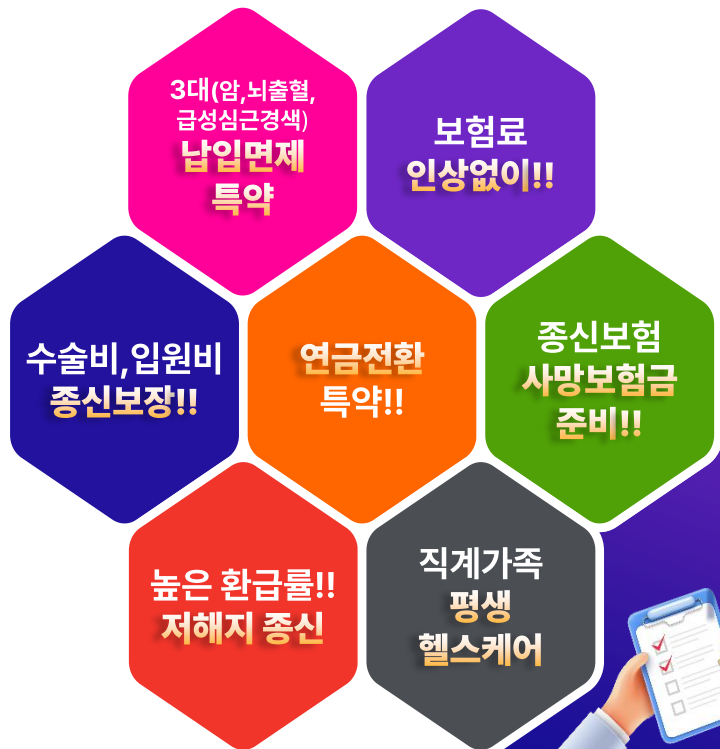 3대(암,뇌출혈,
급성심근경색)
납입면제
특약
보험료
인상없이!!
수술비,입원비
종신보장!!
연금전환
특약!!
종신보험
사망보험금
준비!!
높은 환급률!!
저해지 종신
직계가족
평생
헬스케어